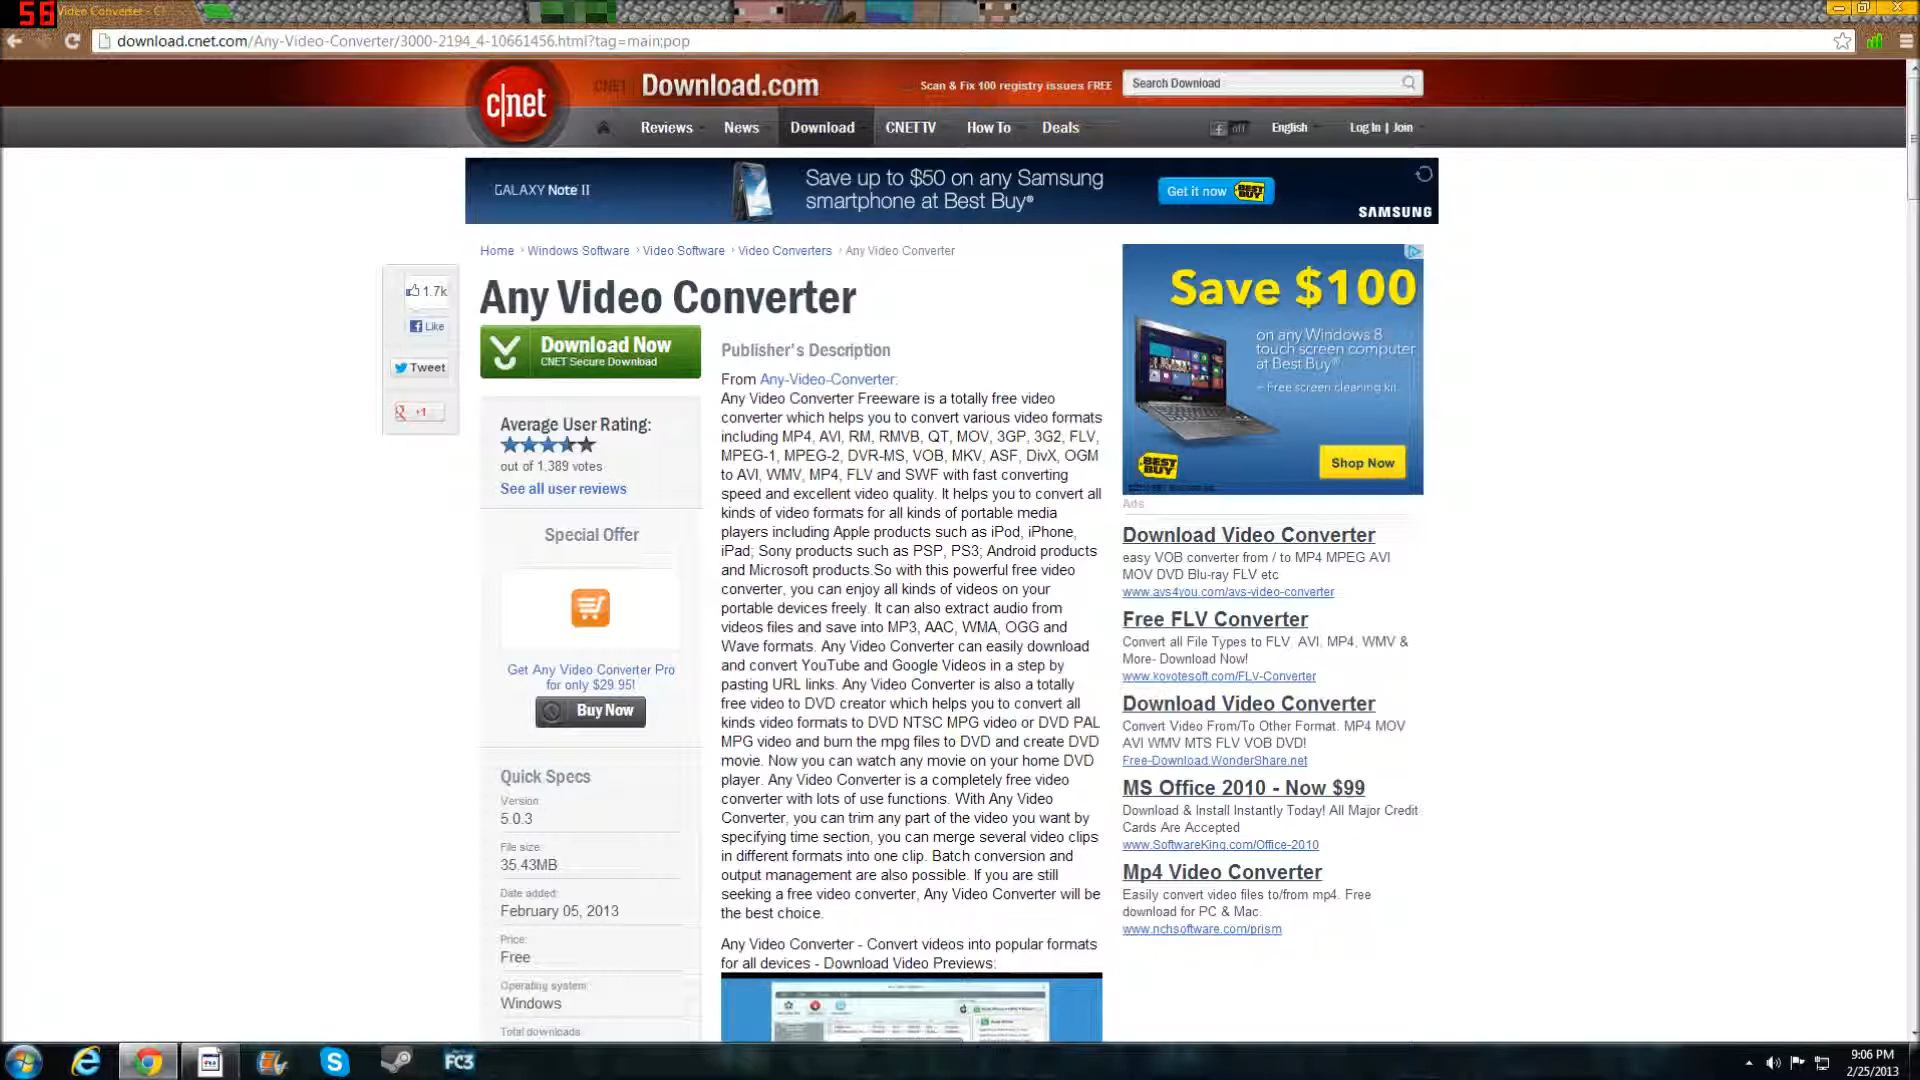 56
Video Converter - C
download.cnet.com/Any-Video-Converter/3000-2194_4-10661456.html?tag=main;pop
c|net
CNET
Download.com
Scan & Fix 100 registry issues FREE
Search Download
Reviews
News
Download
CNET TV
How To
Deals
off
English
Log In | Join
GALAXY Note II
Save up to $50 on any Samsung
smartphone at Best Buy®
Get it now
BEST BUY
SAMSUNG
Home › Windows Software › Video Software › Video Converters › Any Video Converter
1.7k
Like
Tweet
+1
Any Video Converter
Download Now
CNET Secure Download
Average User Rating:
out of 1,389 votes
See all user reviews
Special Offer
Get Any Video Converter Pro
for only $29.95!
Buy Now
Quick Specs
Version:
5.0.3
File size:
35.43MB
Date added:
February 05, 2013
Price:
Free
Operating system:
Windows
Total downloads
Publisher's Description
From Any-Video-Converter:
Any Video Converter Freeware is a totally free video
converter which helps you to convert various video formats
including MP4, AVI, RM, RMVB, QT, MOV, 3GP, 3G2, FLV,
MPEG-1, MPEG-2, DVR-MS, VOB, MKV, ASF, DivX, OGM
to AVI, WMV, MP4, FLV and SWF with fast converting
speed and excellent video quality. It helps you to convert all
kinds of video formats for all kinds of portable media
players including Apple products such as iPod, iPhone,
iPad; Sony products such as PSP, PS3; Android products
and Microsoft products.So with this powerful free video
converter, you can enjoy all kinds of videos on your
portable devices freely. It can also extract audio from
videos files and save into MP3, AAC, WMA, OGG and
Wave formats. Any Video Converter can easily download
and convert YouTube and Google Videos in a step by
pasting URL links. Any Video Converter is also a totally
free video to DVD creator which helps you to convert all
kinds video formats to DVD NTSC MPG video or DVD PAL
MPG video and burn the mpg files to DVD and create DVD
movie. Now you can watch any movie on your home DVD
player. Any Video Converter is a completely free video
converter with lots of use functions. With Any Video
Converter, you can trim any part of the video you want by
specifying time section, you can merge several video clips
in different formats into one clip. Batch conversion and
output management are also possible. If you are still
seeking a free video converter, Any Video Converter will be
the best choice.
Any Video Converter - Convert videos into popular formats
for all devices - Download Video Previews:
Save $100
on any Windows 8
touch screen computer
at Best Buy®
– Free screen cleaning kit.
BEST BUY
Shop Now
Ads
Download Video Converter
easy VOB converter from / to MP4 MPEG AVI
MOV DVD Blu-ray FLV etc
www.avs4you.com/avs-video-converter
Free FLV Converter
Convert all File Types to FLV, AVI, MP4, WMV &
More- Download Now!
www.kovotesoft.com/FLV-Converter
Download Video Converter
Convert Video From/To Other Format. MP4 MOV
AVI WMV MTS FLV VOB DVD!
Free-Download.WonderShare.net
MS Office 2010 - Now $99
Download & Install Instantly Today! All Major Credit
Cards Are Accepted
www.SoftwareKing.com/Office-2010
Mp4 Video Converter
Easily convert video files to/from mp4. Free
download for PC & Mac.
www.nchsoftware.com/prism
FC3
9:06 PM
2/25/2013